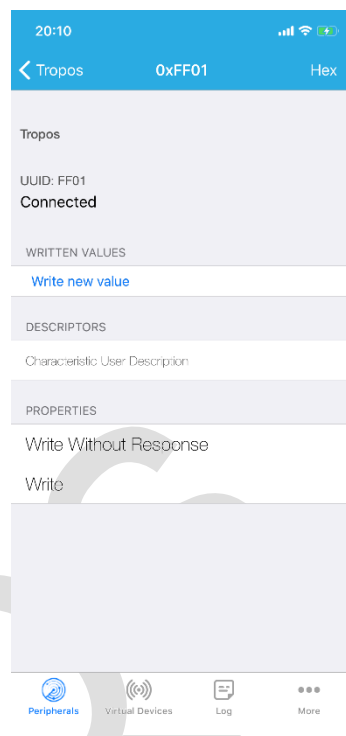 20:10
Tropos
0xFF01
Hex
Tropos
UUID: FF01
Connected
WRITTEN VALUES
Write new value
DESCRIPTORS
Characteristic User Description
PROPERTIES
Write Without Response
Write
Peripherals
Virtual Devices
Log
More